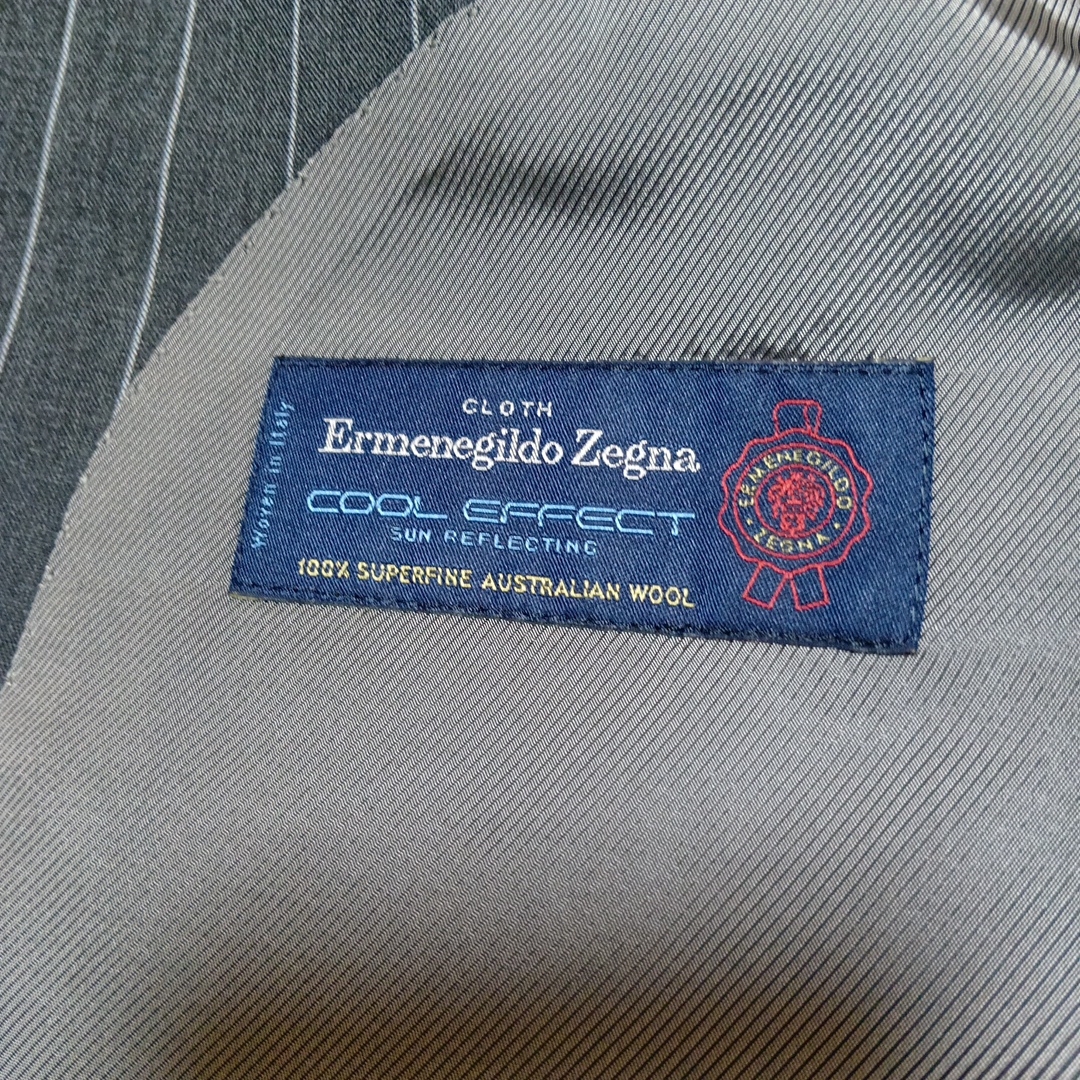 Woven in Italy
CLOTH
Ermenegildo Zegna
COOL EFFECT
SUN REFLECTING
100% SUPERFINE AUSTRALIAN WOOL
ERMENEGILDO
· ZEGNA ·